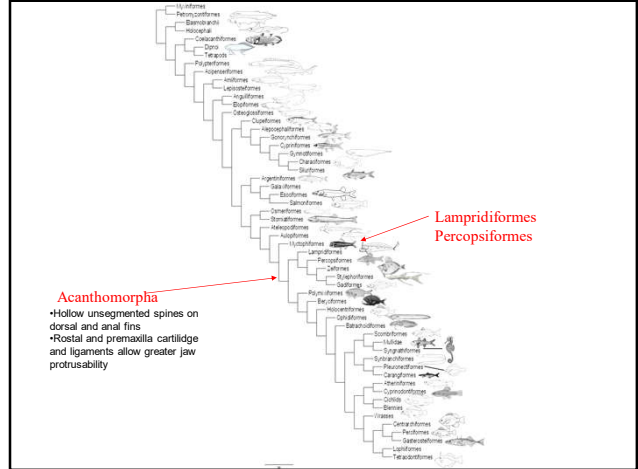 Myxiniformes
Petromyzontiformes
Elasmobranchii
Holocephali
Coelacanthiformes
Dipnoi
Tetrapods
Polypteriformes
Acipenseriformes
Amiiformes
Lepisosteiformes
Anguilliformes
Elopiformes
Osteoglossiformes
Clupeiformes
Alepocephaliformes
Gonorynchiformes
Cypriniformes
Gymnotiformes
Characiformes
Siluriformes
Argentiniformes
Galaxiiformes
Esociformes
Salmoniformes
Osmeriformes
Stomiatiformes
Ateleopodiformes
Aulopiformes
Myctophiformes
Lampridiformes
Percopsiformes
Zeiformes
Stylephoriformes
Gadiformes
Polymixiiformes
Beryciformes
Holocentriformes
Ophidiiformes
Batrachoidiformes
Scombriformes
Mullidae
Syngnathiformes
Synbranchiformes
Pleuronectiformes
Carangiformes
Atheriniformes
Cyprinodontiformes
Cichlids
Blennies
Wrasses
Centrarchiformes
Perciformes
Gasterosteiformes
Lophiiformes
Tetraodontiformes
Lampridiformes
Percopsiformes
Acanthomorpha
•Hollow unsegmented spines on
dorsal and anal fins
•Rostal and premaxilla cartilidge
and ligaments allow greater jaw
protrusability